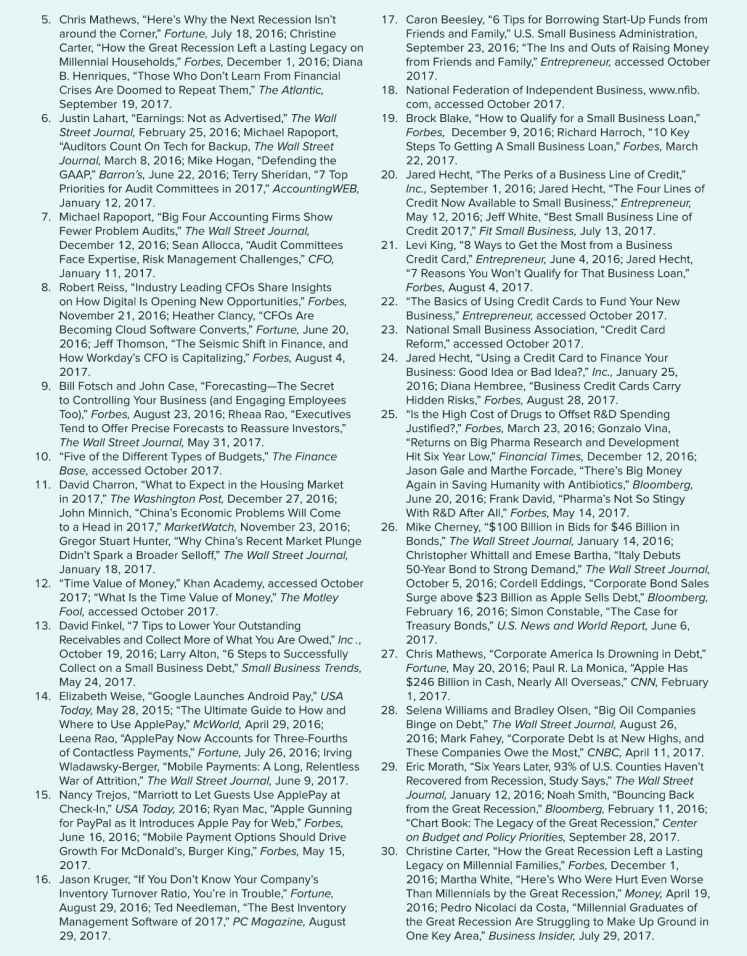 5. Chris Mathews, “Here’s Why the Next Recession Isn’t
around the Corner,” Fortune, July 18, 2016; Christine
Carter, “How the Great Recession Left a Lasting Legacy on
Millennial Households,” Forbes, December 1, 2016; Diana
B. Henriques, “Those Who Don’t Learn From Financial
Crises Are Doomed to Repeat Them,” The Atlantic,
September 19, 2017.
6. Justin Lahart, “Earnings: Not as Advertised,” The Wall
Street Journal, February 25, 2016; Michael Rapoport,
“Auditors Count On Tech for Backup, The Wall Street
Journal, March 8, 2016; Mike Hogan, “Defending the
GAAP,” Barron’s, June 22, 2016; Terry Sheridan, “7 Top
Priorities for Audit Committees in 2017,” AccountingWEB,
January 12, 2017.
7. Michael Rapoport, “Big Four Accounting Firms Show
Fewer Problem Audits,” The Wall Street Journal,
December 12, 2016; Sean Allocca, “Audit Committees
Face Expertise, Risk Management Challenges,” CFO,
January 11, 2017.
8. Robert Reiss, “Industry Leading CFOs Share Insights
on How Digital Is Opening New Opportunities,” Forbes,
November 21, 2016; Heather Clancy, “CFOs Are
Becoming Cloud Software Converts,” Fortune, June 20,
2016; Jeff Thomson, “The Seismic Shift in Finance, and
How Workday’s CFO is Capitalizing,” Forbes, August 4,
2017.
9. Bill Fotsch and John Case, “Forecasting—The Secret
to Controlling Your Business (and Engaging Employees
Too),” Forbes, August 23, 2016; Rheaa Rao, “Executives
Tend to Offer Precise Forecasts to Reassure Investors,”
The Wall Street Journal, May 31, 2017.
10. “Five of the Different Types of Budgets,” The Finance
Base, accessed October 2017.
11. David Charron, “What to Expect in the Housing Market
in 2017,” The Washington Post, December 27, 2016;
John Minnich, “China’s Economic Problems Will Come
to a Head in 2017,” MarketWatch, November 23, 2016;
Gregor Stuart Hunter, “Why China’s Recent Market Plunge
Didn’t Spark a Broader Selloff,” The Wall Street Journal,
January 18, 2017.
12. “Time Value of Money,” Khan Academy, accessed October
2017; “What Is the Time Value of Money,” The Motley
Fool, accessed October 2017.
13. David Finkel, “7 Tips to Lower Your Outstanding
Receivables and Collect More of What You Are Owed,” Inc .,
October 19, 2016; Larry Alton, “6 Steps to Successfully
Collect on a Small Business Debt,” Small Business Trends,
May 24, 2017.
14. Elizabeth Weise, “Google Launches Android Pay,” USA
Today, May 28, 2015; “The Ultimate Guide to How and
Where to Use ApplePay,” McWorld, April 29, 2016;
Leena Rao, “ApplePay Now Accounts for Three-Fourths
of Contactless Payments,” Fortune, July 26, 2016; Irving
Wladawsky-Berger, “Mobile Payments: A Long, Relentless
War of Attrition,” The Wall Street Journal, June 9, 2017.
15. Nancy Trejos, “Marriott to Let Guests Use ApplePay at
Check-In,” USA Today, 2016; Ryan Mac, “Apple Gunning
for PayPal as It Introduces Apple Pay for Web,” Forbes,
June 16, 2016; “Mobile Payment Options Should Drive
Growth For McDonald’s, Burger King,” Forbes, May 15,
2017.
16. Jason Kruger, “If You Don’t Know Your Company’s
Inventory Turnover Ratio, You’re in Trouble,” Fortune,
August 29, 2016; Ted Needleman, “The Best Inventory
Management Software of 2017,” PC Magazine, August
29, 2017.
17. Caron Beesley, “6 Tips for Borrowing Start-Up Funds from
Friends and Family,” U.S. Small Business Administration,
September 23, 2016; “The Ins and Outs of Raising Money
from Friends and Family,” Entrepreneur, accessed October
2017.
18. National Federation of Independent Business, www.nfib.
com, accessed October 2017.
19. Brock Blake, “How to Qualify for a Small Business Loan,”
Forbes, December 9, 2016; Richard Harroch, “10 Key
Steps To Getting A Small Business Loan,” Forbes, March
22, 2017.
20. Jared Hecht, “The Perks of a Business Line of Credit,”
Inc., September 1, 2016; Jared Hecht, “The Four Lines of
Credit Now Available to Small Business,” Entrepreneur,
May 12, 2016; Jeff White, “Best Small Business Line of
Credit 2017,” Fit Small Business, July 13, 2017.
21. Levi King, “8 Ways to Get the Most from a Business
Credit Card,” Entrepreneur, June 4, 2016; Jared Hecht,
“7 Reasons You Won’t Qualify for That Business Loan,”
Forbes, August 4, 2017.
22. “The Basics of Using Credit Cards to Fund Your New
Business,” Entrepreneur, accessed October 2017.
23. National Small Business Association, “Credit Card
Reform,” accessed October 2017.
24. Jared Hecht, “Using a Credit Card to Finance Your
Business: Good Idea or Bad Idea?,” Inc., January 25,
2016; Diana Hembree, “Business Credit Cards Carry
Hidden Risks,” Forbes, August 28, 2017.
25. “Is the High Cost of Drugs to Offset R&D Spending
Justified?,” Forbes, March 23, 2016; Gonzalo Vina,
“Returns on Big Pharma Research and Development
Hit Six Year Low,” Financial Times, December 12, 2016;
Jason Gale and Marthe Forcade, “There’s Big Money
Again in Saving Humanity with Antibiotics,” Bloomberg,
June 20, 2016; Frank David, “Pharma’s Not So Stingy
With R&D After All,” Forbes, May 14, 2017.
26. Mike Cherney, “$100 Billion in Bids for $46 Billion in
Bonds,” The Wall Street Journal, January 14, 2016;
Christopher Whittall and Emese Bartha, “Italy Debuts
50-Year Bond to Strong Demand,” The Wall Street Journal,
October 5, 2016; Cordell Eddings, “Corporate Bond Sales
Surge above $23 Billion as Apple Sells Debt,” Bloomberg,
February 16, 2016; Simon Constable, “The Case for
Treasury Bonds,” U.S. News and World Report, June 6,
2017.
27. Chris Mathews, “Corporate America Is Drowning in Debt,”
Fortune, May 20, 2016; Paul R. La Monica, “Apple Has
$246 Billion in Cash, Nearly All Overseas,” CNN, February
1, 2017.
28. Selena Williams and Bradley Olsen, “Big Oil Companies
Binge on Debt,” The Wall Street Journal, August 26,
2016; Mark Fahey, “Corporate Debt Is at New Highs, and
These Companies Owe the Most,” CNBC, April 11, 2017.
29. Eric Morath, “Six Years Later, 93% of U.S. Counties Haven’t
Recovered from Recession, Study Says,” The Wall Street
Journal, January 12, 2016; Noah Smith, “Bouncing Back
from the Great Recession,” Bloomberg, February 11, 2016;
“Chart Book: The Legacy of the Great Recession,” Center
on Budget and Policy Priorities, September 28, 2017.
30. Christine Carter, “How the Great Recession Left a Lasting
Legacy on Millennial Families,” Forbes, December 1,
2016; Martha White, “Here’s Who Were Hurt Even Worse
Than Millennials by the Great Recession,” Money, April 19,
2016; Pedro Nicolaci da Costa, “Millennial Graduates of
the Great Recession Are Struggling to Make Up Ground in
One Key Area,” Business Insider, July 29, 2017.